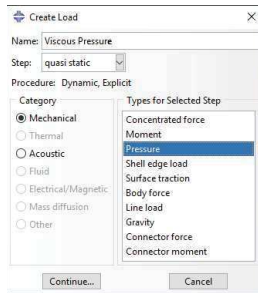 Create Load
Name: Viscous Pressure
Step: quasi static
Procedure: Dynamic, Explicit
Category
Mechanical
Thermal
Acoustic
Fluid
Electrical/Magnetic
Mass diffusion
Other
Types for Selected Step
Concentrated force
Moment
Pressure
Shell edge load
Surface traction
Body force
Line load
Gravity
Connector force
Connector moment
Continue...
Cancel